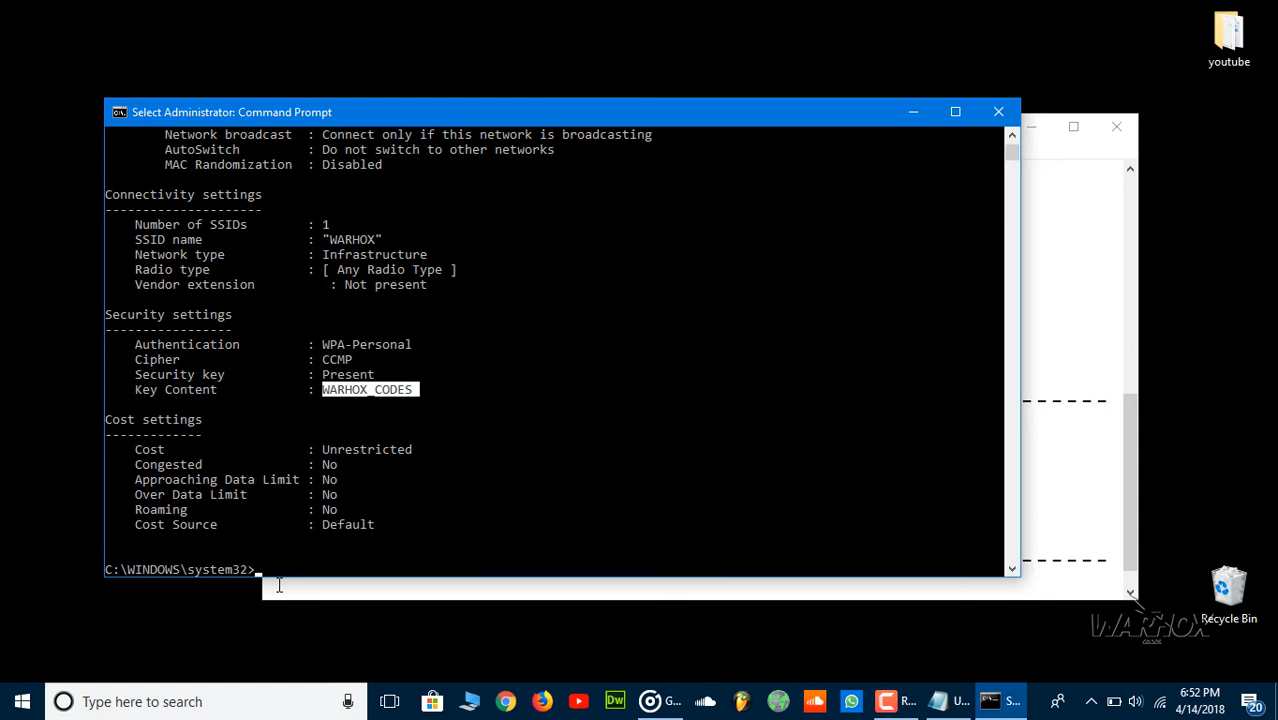 youtube
Select Administrator: Command Prompt
Network broadcast : Connect only if this network is broadcasting
AutoSwitch : Do not switch to other networks
MAC Randomization : Disabled
Connectivity settings
---------------------
Number of SSIDs : 1
SSID name : "WARHOX"
Network type : Infrastructure
Radio type : [ Any Radio Type ]
Vendor extension : Not present
Security settings
-----------------
Authentication : WPA-Personal
Cipher : CCMP
Security key : Present
Key Content : WARHOX_CODES
Cost settings
-------------
Cost : Unrestricted
Congested : No
Approaching Data Limit : No
Over Data Limit : No
Roaming : No
Cost Source : Default
C:\WINDOWS\system32>
WARHOX
CODES
Recycle Bin
Type here to search
Dw
G...
R...
U...
S...
6:52 PM
4/14/2018
20